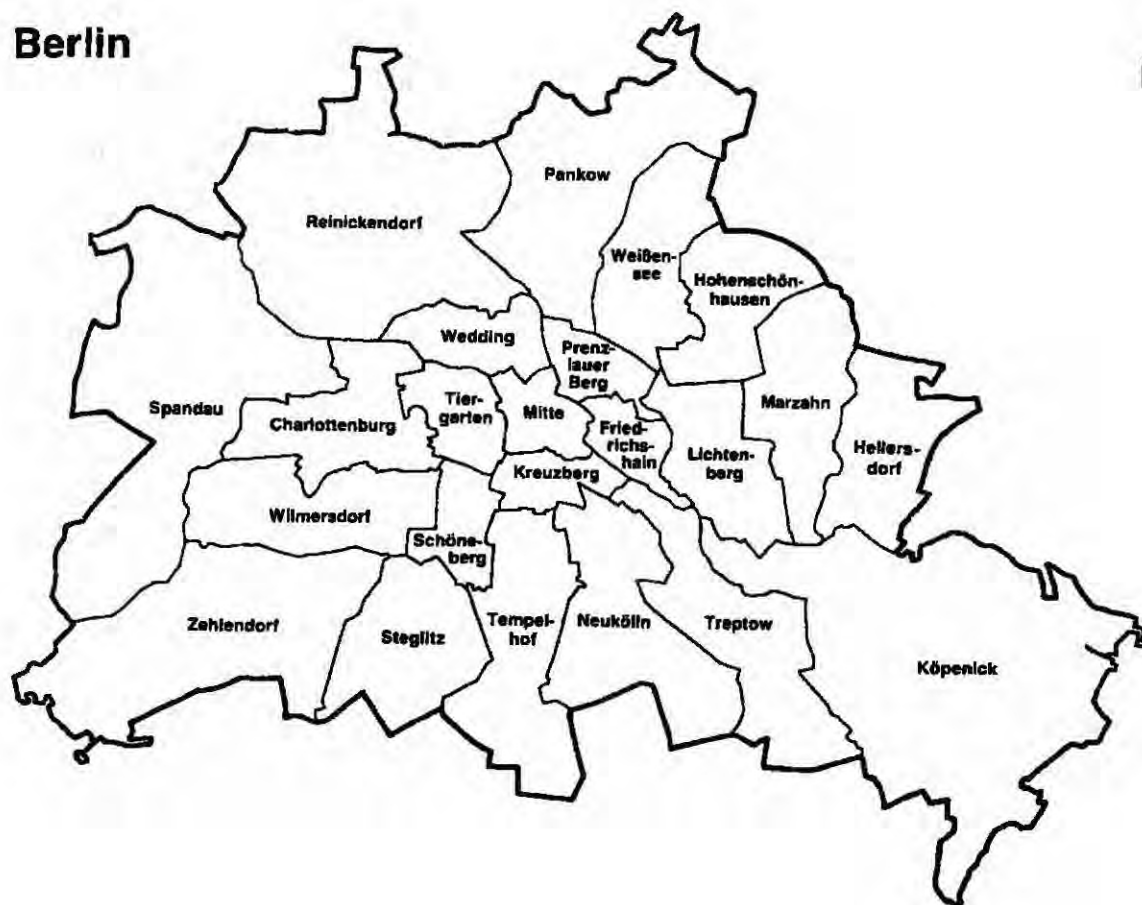 Berlin
Pankow
Reinickendorf
Weißen-
see
Hohenschön-
hausen
Wedding
Prenz-
lauer
Berg
Spandau
Charlottenburg
Tier-
garten
Mitte
Fried-
richs-
hain
Marzahn
Lichten-
berg
Hellers-
dorf
Kreuzberg
Wilmersdorf
Schöne-
berg
Zehlendorf
Steglitz
Tempel-
hof
Neukölln
Treptow
Köpenick